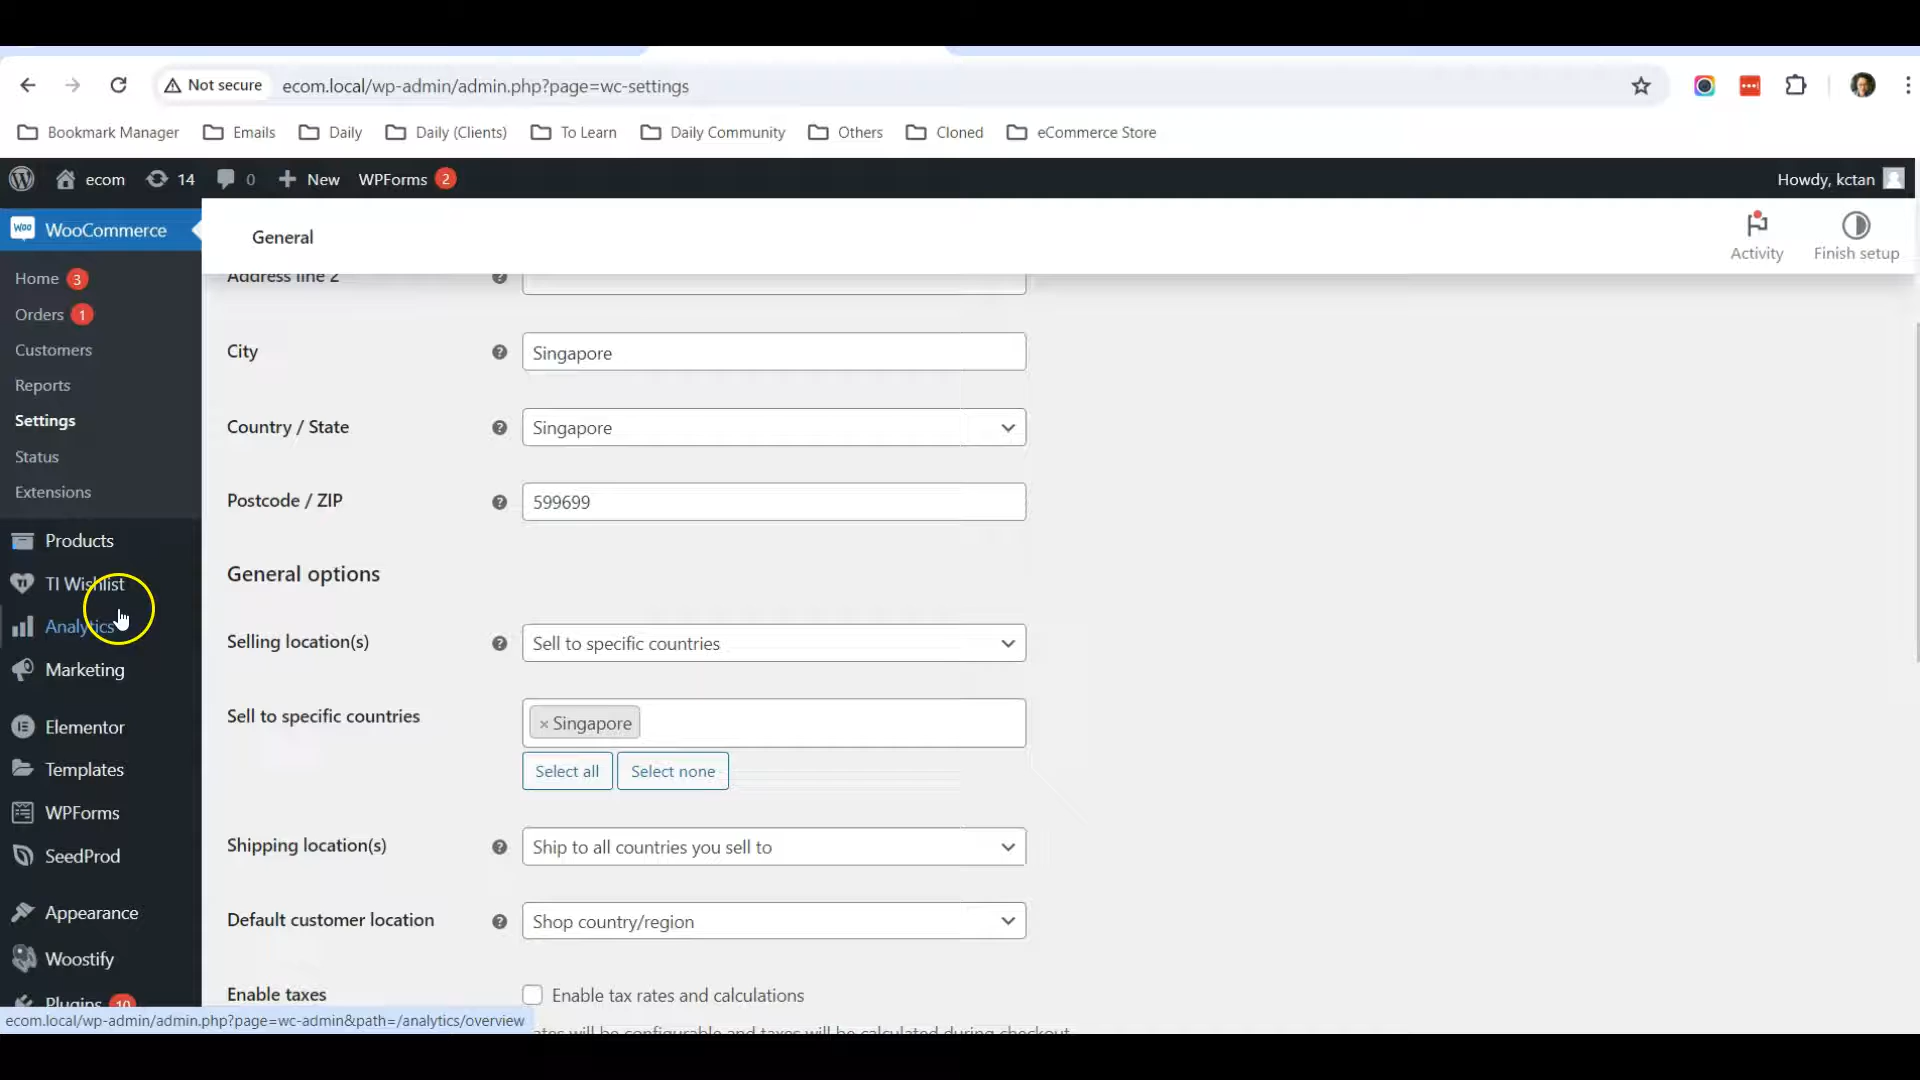 Not secure
ecom.local/wp-admin/admin.php?page=wc-settings
Bookmark Manager
Emails
Daily
Daily (Clients)
To Learn
Daily Community
Others
Cloned
eCommerce Store
ecom
14
0
New
WPForms 2
Howdy, kctan
WooCommerce
General
Activity
Finish setup
Home 3
Orders 1
Customers
Reports
Settings
Status
Extensions
Products
TI Wishlist
Analytics
Marketing
Elementor
Templates
WPForms
SeedProd
Appearance
Woostify
Plugins 10
Address line 2
City
Singapore
Country / State
Singapore
Postcode / ZIP
599699
General options
Selling location(s)
Sell to specific countries
Sell to specific countries
× Singapore
Select all
Select none
Shipping location(s)
Ship to all countries you sell to
Default customer location
Shop country/region
Enable taxes
Enable tax rates and calculations
will be configurable and taxes will be calculated during checkout
ecom.local/wp-admin/admin.php?page=wc-admin&path=/analytics/overview